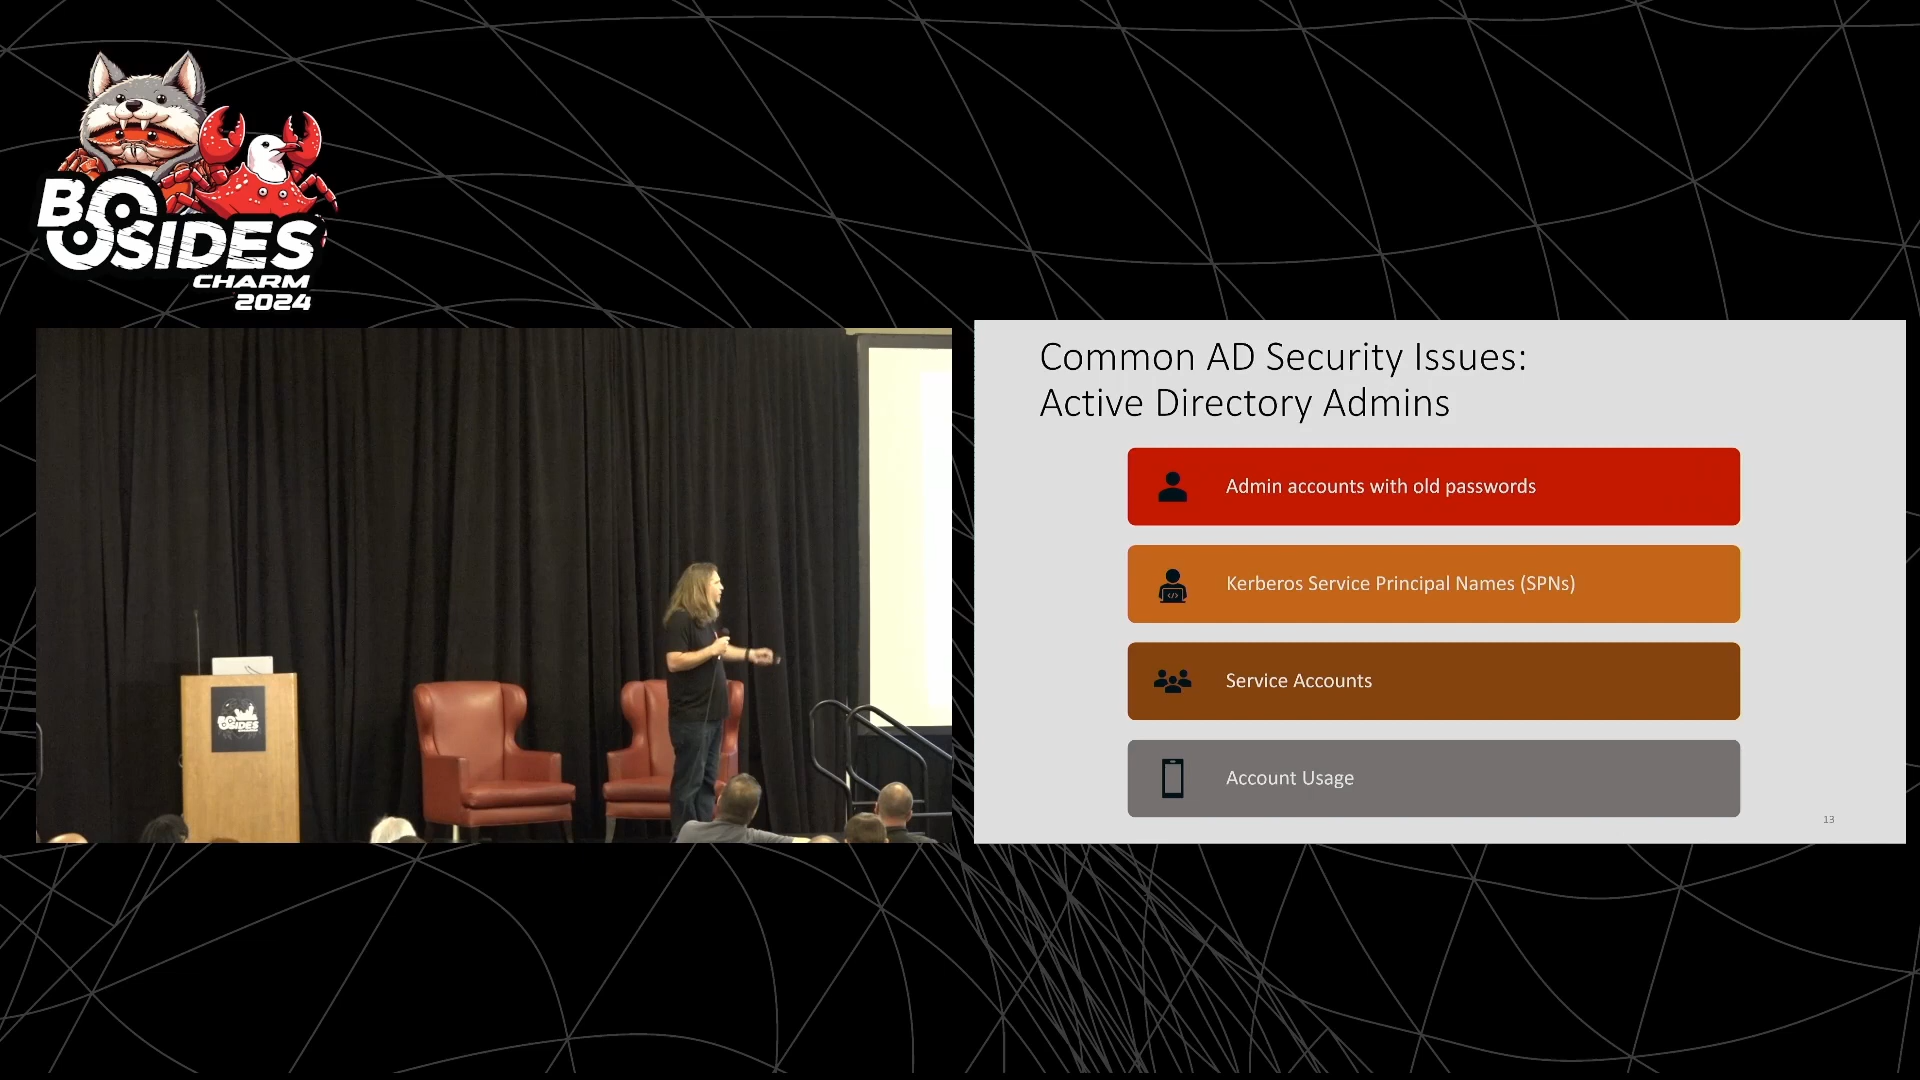 BSIDES
CHARM
2024
BSIDES
Common AD Security Issues:
Active Directory Admins
Admin accounts with old passwords
Kerberos Service Principal Names (SPNs)
Service Accounts
Account Usage
13